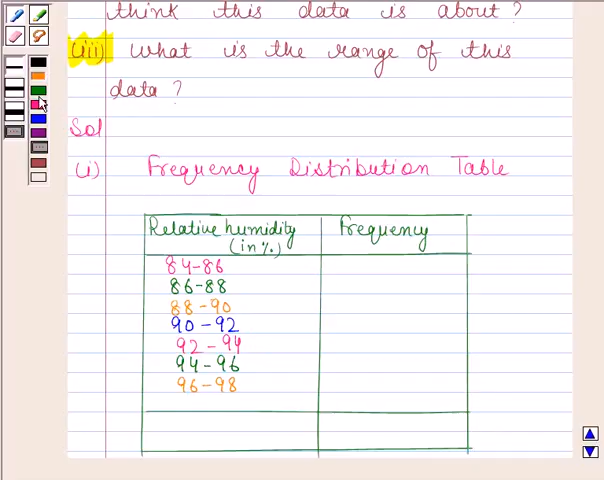 think this data is about?
(iii) What is the range of this
data?
Sol
(i) Frequency Distribution Table
Relative humidity Frequency
(in %.)
84-86
86-88
88-90
90-92
92-94
94-96
96-98